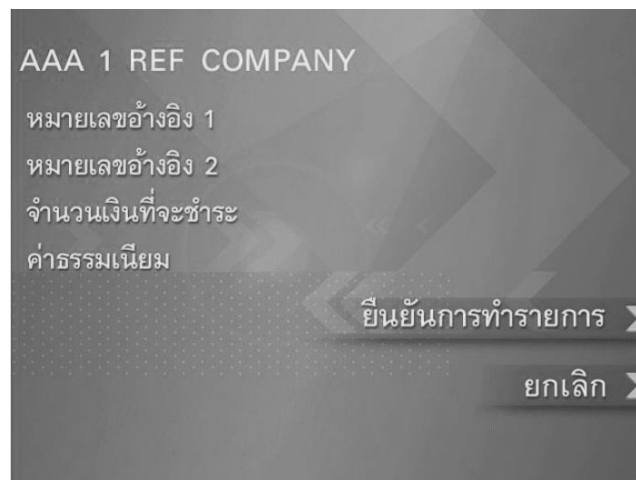 AAA 1 REF COMPANY
หมายเลขอ้างอิง 1
หมายเลขอ้างอิง 2
จำนวนเงินที่จะชำระ
ค่าธรรมเนียม
ยืนยันการทำรายการ
ยกเลิก